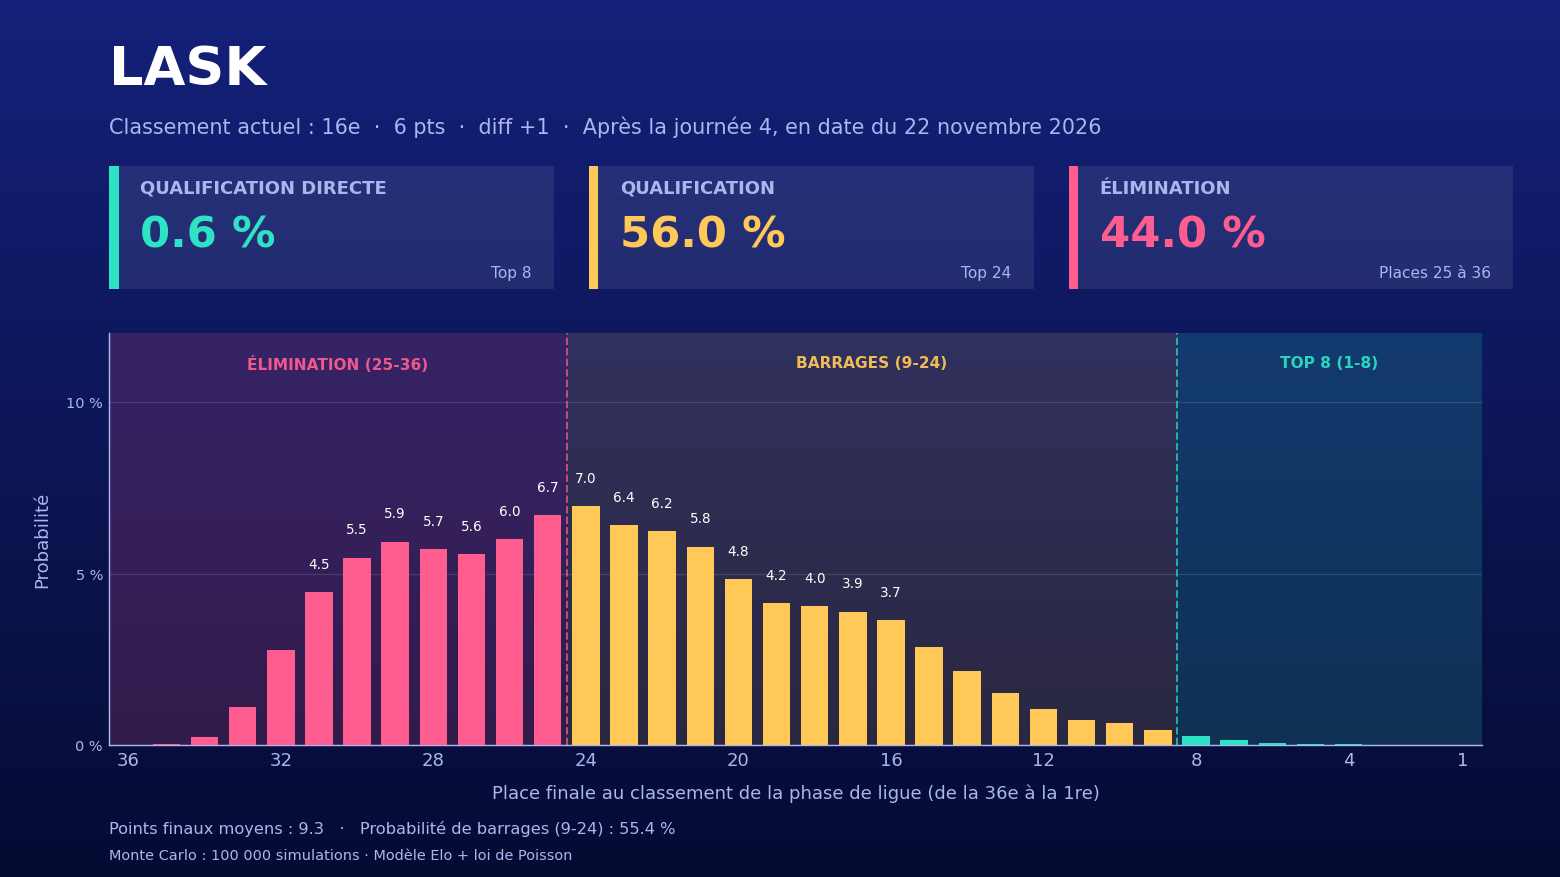 LASK
Classement actuel : 16e · 6 pts · diff +1 · Après la journée 4, en date du 22 novembre 2026
QUALIFICATION DIRECTE
0.6 %
Top 8
QUALIFICATION
56.0 %
Top 24
ÉLIMINATION
44.0 %
Places 25 à 36
ÉLIMINATION (25-36)
BARRAGES (9-24)
TOP 8 (1-8)
Probabilité
10 %
5 %
0 %
4.5
5.5
5.9
5.7
5.6
6.0
6.7
7.0
6.4
6.2
5.8
4.8
4.2
4.0
3.9
3.7
36 32 28 24 20 16 12 8 4 1
Place finale au classement de la phase de ligue (de la 36e à la 1re)
Points finaux moyens : 9.3 · Probabilité de barrages (9-24) : 55.4 %
Monte Carlo : 100 000 simulations · Modèle Elo + loi de Poisson